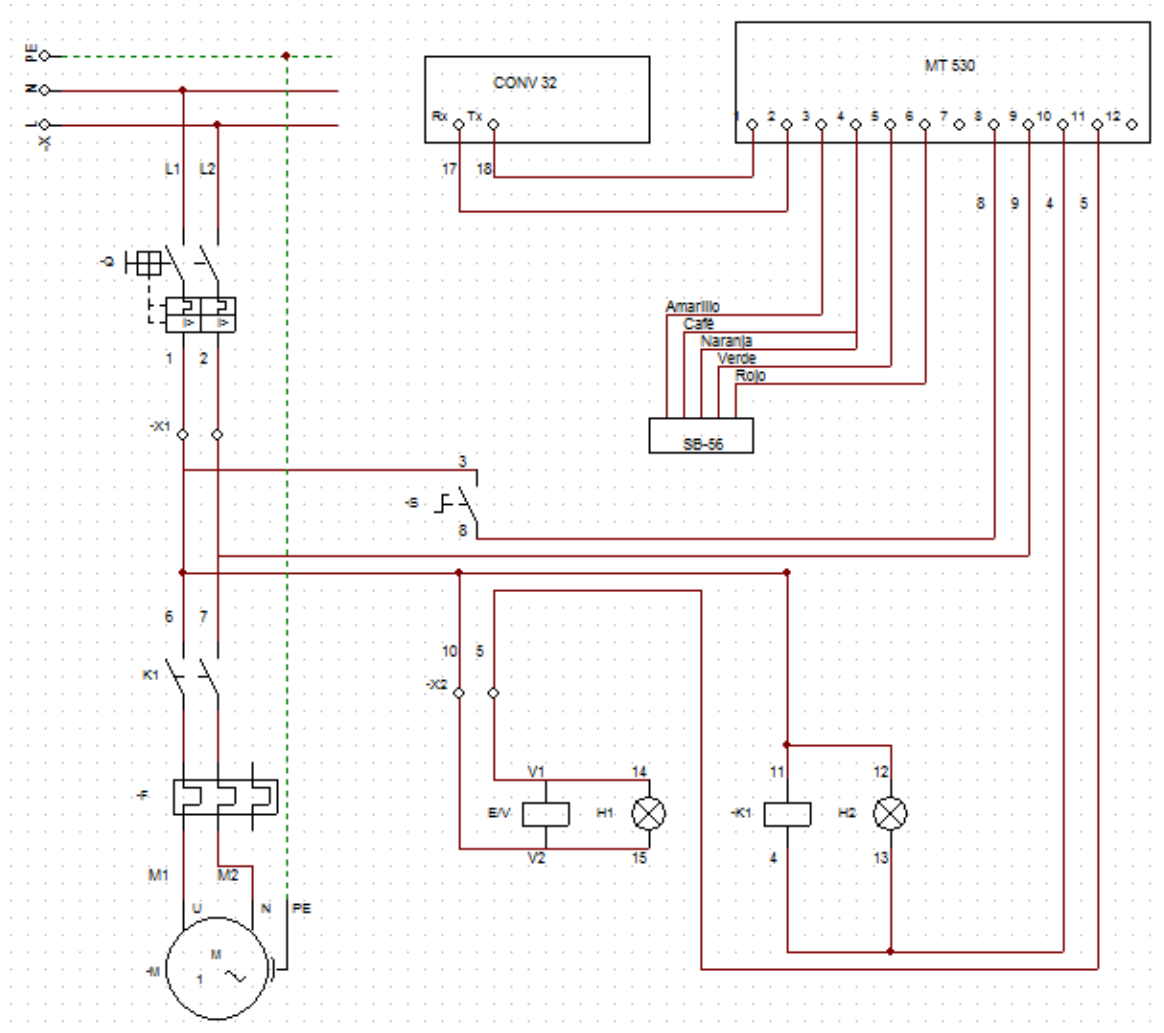 PE
N
L
-X
CONV 32
Rx Tx
MT 530
1 2 3 4 5 6 7 8 9 10 11 12
L1 L2
17 18
8 9 4 5
-Q
I> I>
1 2
Amarillo
Café
Naranja
Verde
Rojo
SB-56
-X1
3
-S
8
6 7
10 5
K1
-X2
-F
V1 14
E/V H1
V2 15
11 12
-K1 H2
4 13
M1 M2
U N PE
-M
M
1